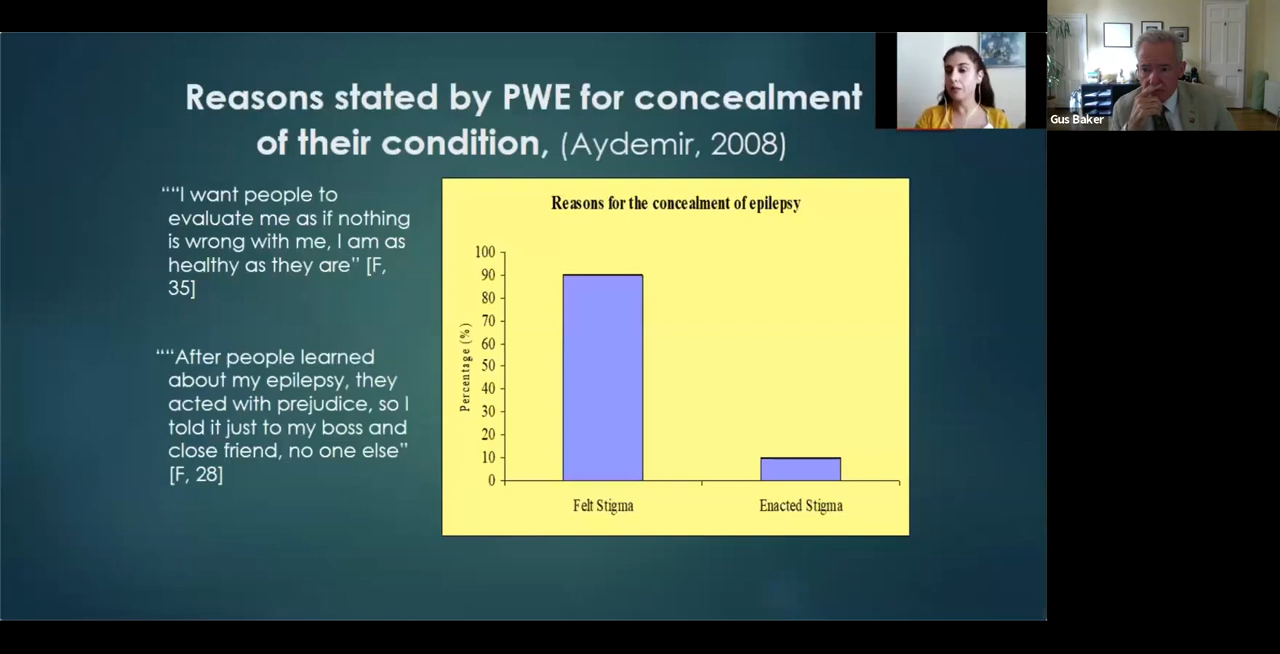 Reasons stated by PWE for concealment
of their condition, (Aydemir, 2008)
““I want people to
evaluate me as if nothing
is wrong with me, I am as
healthy as they are” [F,
35]
““After people learned
about my epilepsy, they
acted with prejudice, so I
told it just to my boss and
close friend, no one else”
[F, 28]
Reasons for the concealment of epilepsy
Percentage (%)
100
90
80
70
60
50
40
30
20
10
0
Felt Stigma
Enacted Stigma
Gus Baker